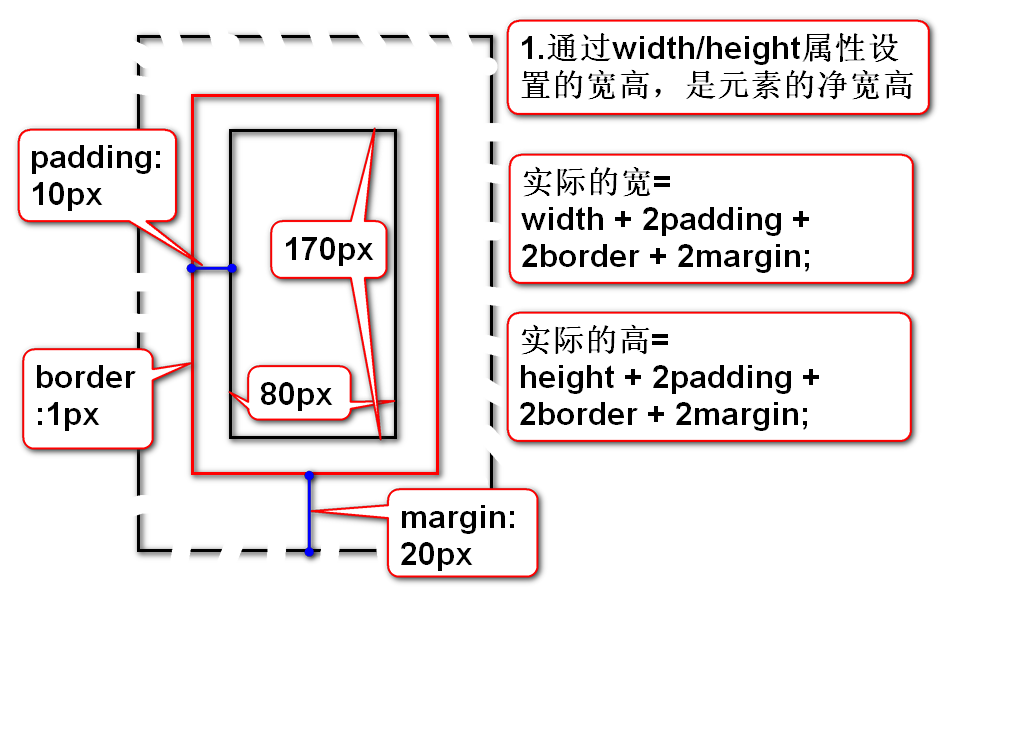 1.通过width/height属性设
置的宽高，是元素的净宽高
padding:
10px
实际的宽=
width + 2padding +
2border + 2margin;
170px
border
:1px
80px
实际的高=
height + 2padding +
2border + 2margin;
margin:
20px